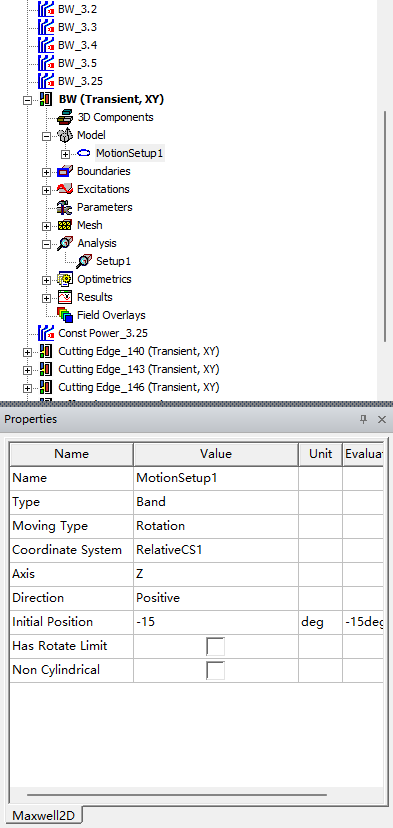 BW_3.2
BW_3.3
BW_3.4
BW_3.5
BW_3.25
BW (Transient, XY)
3D Components
Model
MotionSetup1
Boundaries
Excitations
Parameters
Mesh
Analysis
Setup1
Optimetrics
Results
Field Overlays
Const Power_3.25
Cutting Edge_140 (Transient, XY)
Cutting Edge_143 (Transient, XY)
Cutting Edge_146 (Transient, XY)
Properties
Name Value Unit Evaluat
Name MotionSetup1
Type Band
Moving Type Rotation
Coordinate System RelativeCS1
Axis Z
Direction Positive
Initial Position -15 deg -15deg
Has Rotate Limit
Non Cylindrical
Maxwell2D